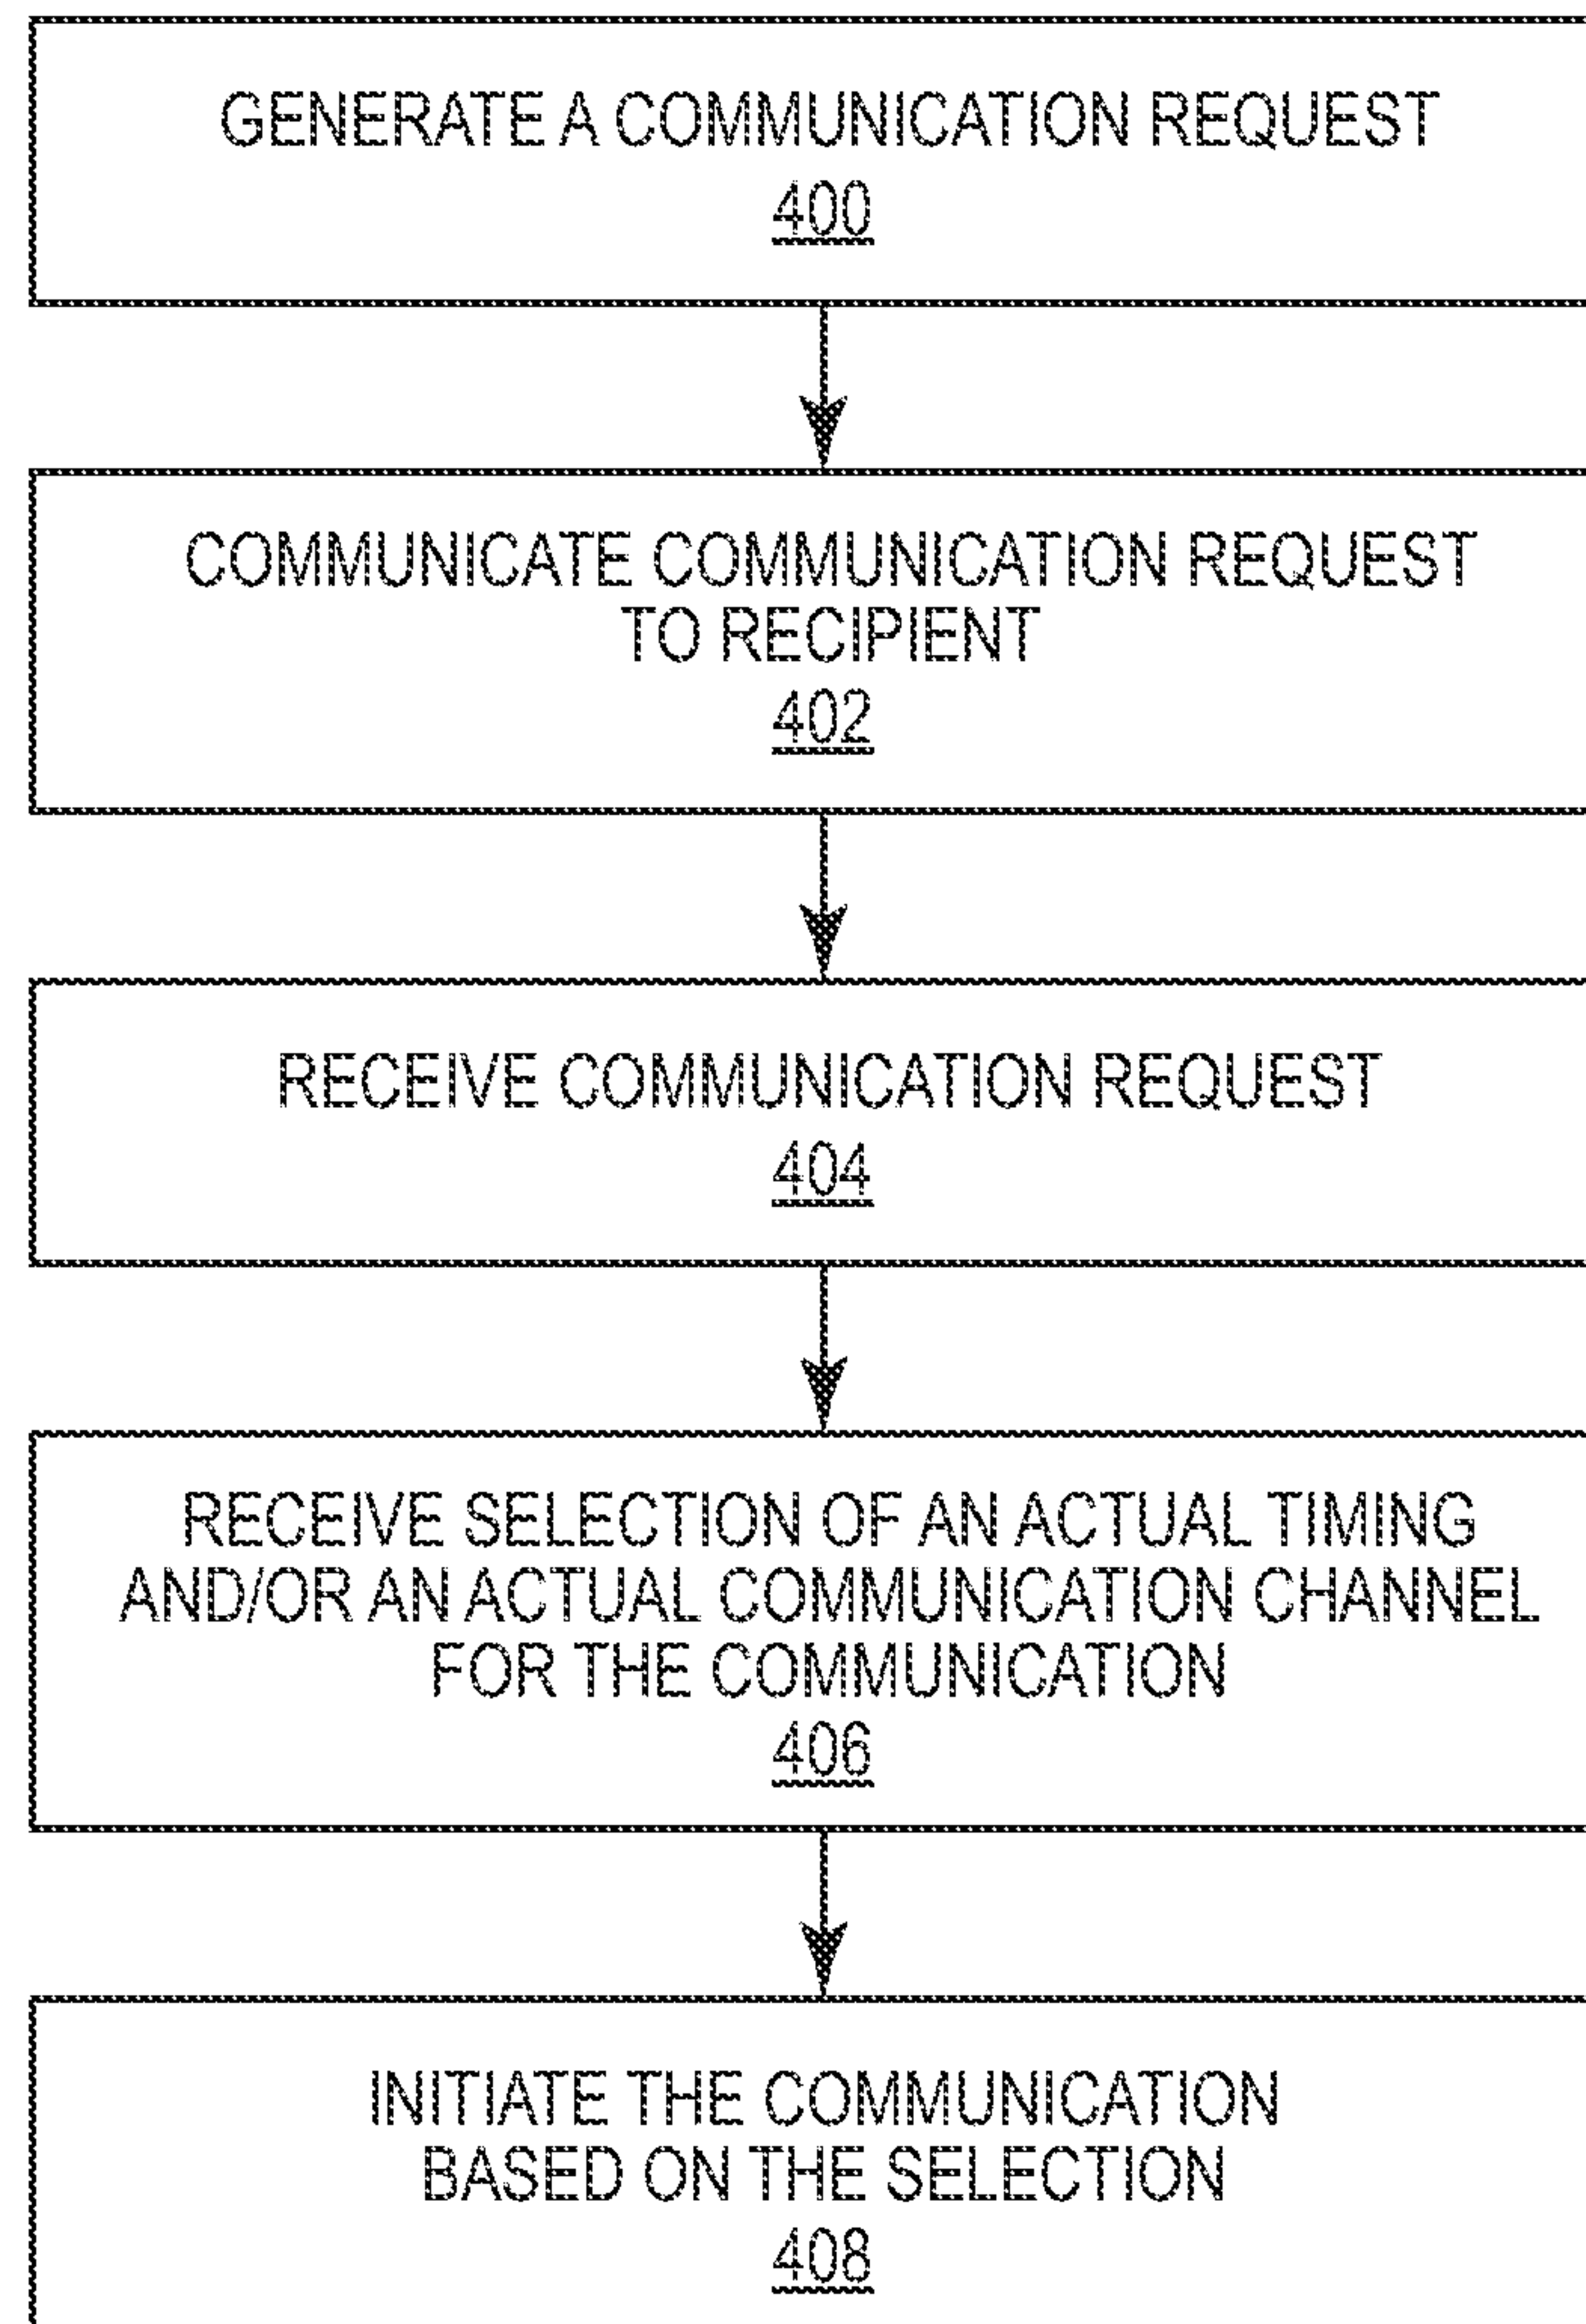 GENERATE A COMMUNICATION REQUEST
400
COMMUNICATE COMMUNICATION REQUEST
TO RECIPIENT
402
RECEIVE COMMUNICATION REQUEST
404
RECEIVE SELECTION OF AN ACTUAL TIMING
AND/OR AN ACTUAL COMMUNICATION CHANNEL
FOR THE COMMUNICATION
406
INITIATE THE COMMUNICATION
BASED ON THE SELECTION
408